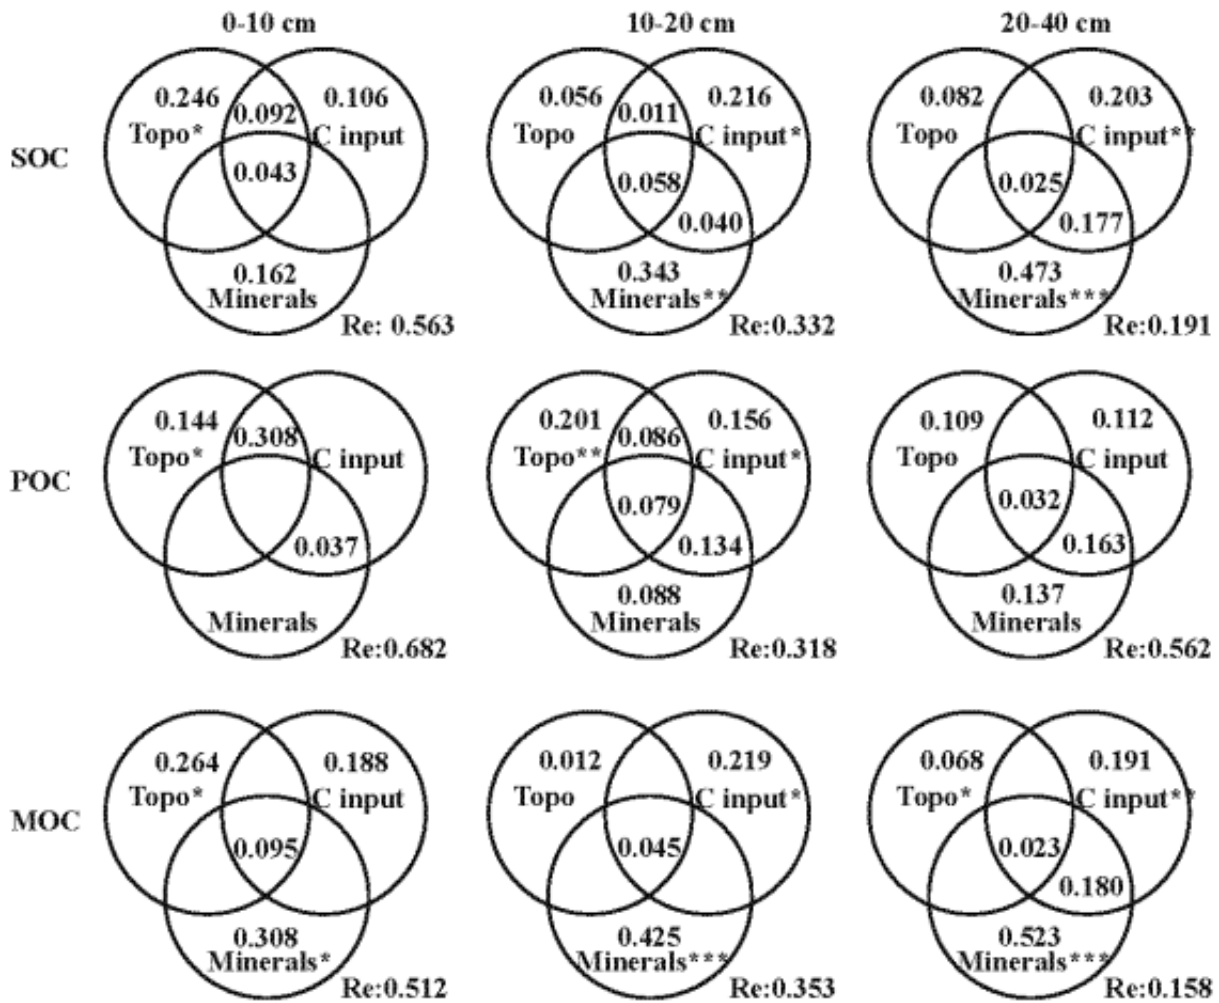 0-10 cm 10-20 cm 20-40 cm
0.246 0.092 0.106 0.056 0.011 0.216 0.082 0.203
Topo* C input Topo C input* Topo C input**
SOC
0.043 0.058 0.025
0.040 0.177
0.162 0.343 0.473
Minerals Minerals** Minerals***
Re: 0.563 Re:0.332 Re:0.191
0.144 0.308 0.201 0.086 0.156 0.109 0.112
Topo* C input Topo** C input* Topo C input
POC
0.079 0.032
0.037 0.134 0.163
0.088 0.137
Minerals Minerals Minerals
Re:0.682 Re:0.318 Re:0.562
0.264 0.188 0.012 0.219 0.068 0.191
Topo* C input Topo C input* Topo* C input**
MOC
0.095 0.045 0.023
0.180
0.308 0.425 0.523
Minerals* Minerals*** Minerals***
Re:0.512 Re:0.353 Re:0.158